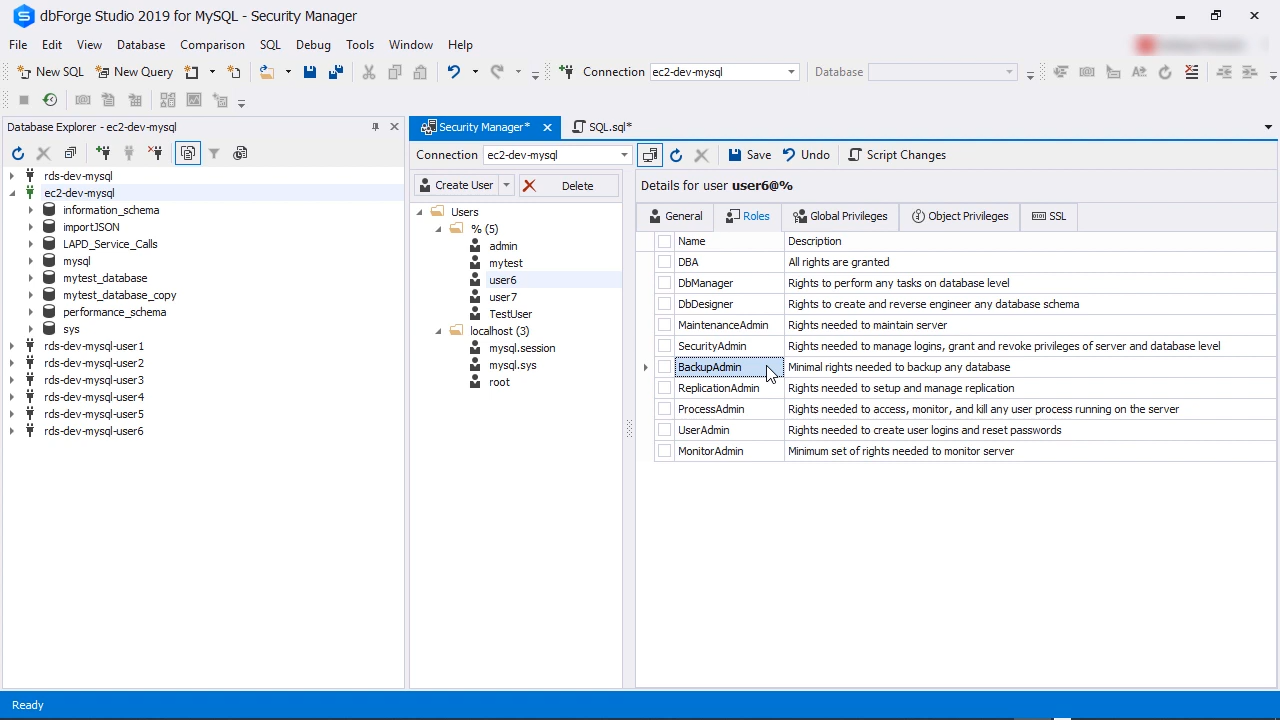 dbForge Studio 2019 for MySQL - Security Manager
File Edit View Database Comparison SQL Debug Tools Window Help
New SQL New Query Connection ec2-dev-mysql Database
Database Explorer - ec2-dev-mysql
rds-dev-mysql
ec2-dev-mysql
information_schema
importJSON
LAPD_Service_Calls
mysql
mytest_database
mytest_database_copy
performance_schema
sys
rds-dev-mysql-user1
rds-dev-mysql-user2
rds-dev-mysql-user3
rds-dev-mysql-user4
rds-dev-mysql-user5
rds-dev-mysql-user6
Security Manager* SQL.sql*
Connection ec2-dev-mysql Save Undo Script Changes
Create User Delete
Users
% (5)
admin
mytest
user6
user7
TestUser
localhost (3)
mysql.session
mysql.sys
root
Details for user user6@%
General Roles Global Privileges Object Privileges SSL
Name Description
DBA All rights are granted
DbManager Rights to perform any tasks on database level
DbDesigner Rights to create and reverse engineer any database schema
MaintenanceAdmin Rights needed to maintain server
SecurityAdmin Rights needed to manage logins, grant and revoke privileges of server and database level
BackupAdmin Minimal rights needed to backup any database
ReplicationAdmin Rights needed to setup and manage replication
ProcessAdmin Rights needed to access, monitor, and kill any user process running on the server
UserAdmin Rights needed to create user logins and reset passwords
MonitorAdmin Minimum set of rights needed to monitor server
Ready